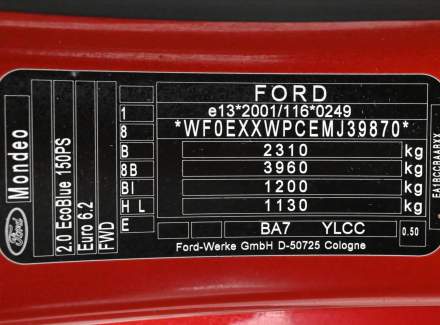 FORD
e13*2001/116*0249
*WF0EXXWPCEMJ39870*
2310 kg
3960 kg
1200 kg
1130 kg
BA7 YLCC 0.50
Ford-Werke GmbH D-50725 Cologne
1
8
B
8B
BI
H L
E
Mondeo
Ford
2.0 EcoBlue 150PS
Euro 6.2
FWD